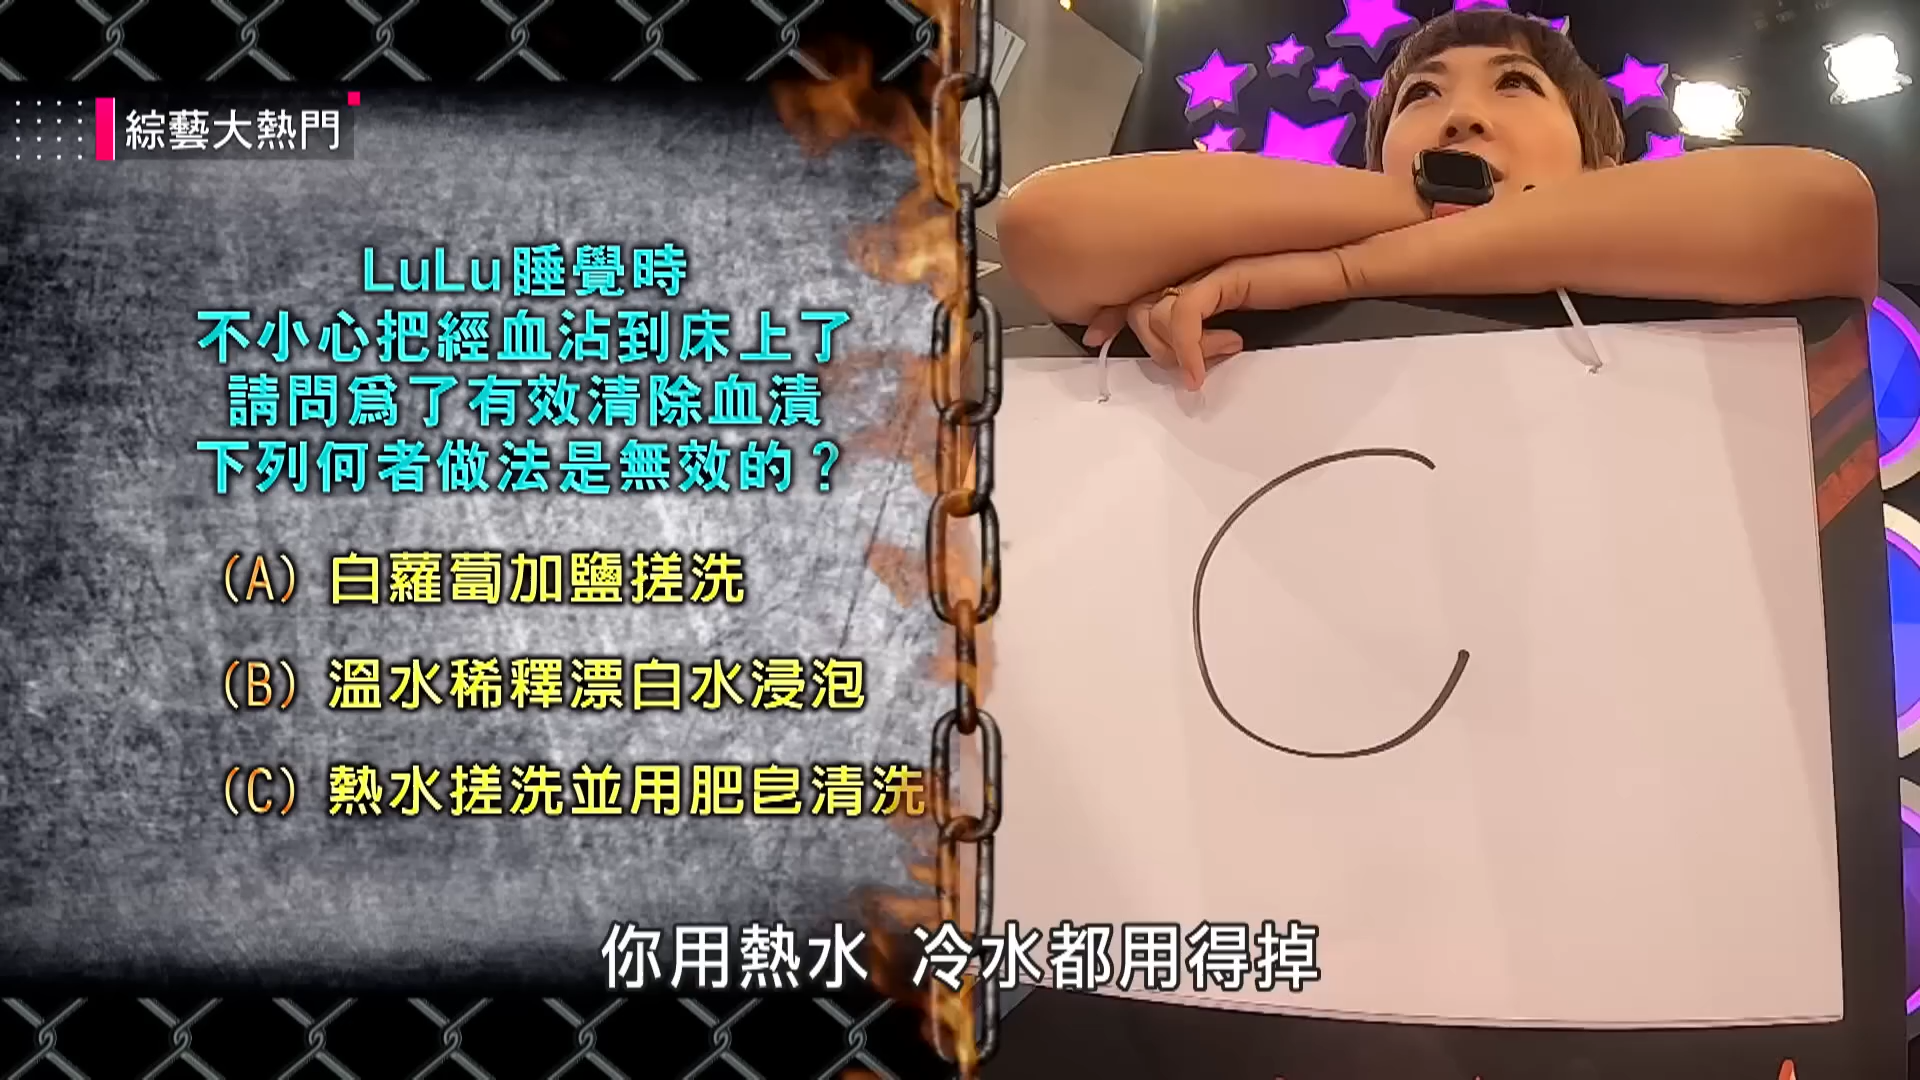 綜藝大熱門
LuLu睡覺時
不小心把經血沾到床上了
請問爲了有效清除血漬
下列何者做法是無效的？
(A) 白蘿蔔加鹽搓洗
(B) 溫水稀釋漂白水浸泡
(C) 熱水搓洗並用肥皂清洗
C
你用熱水 冷水都用得掉